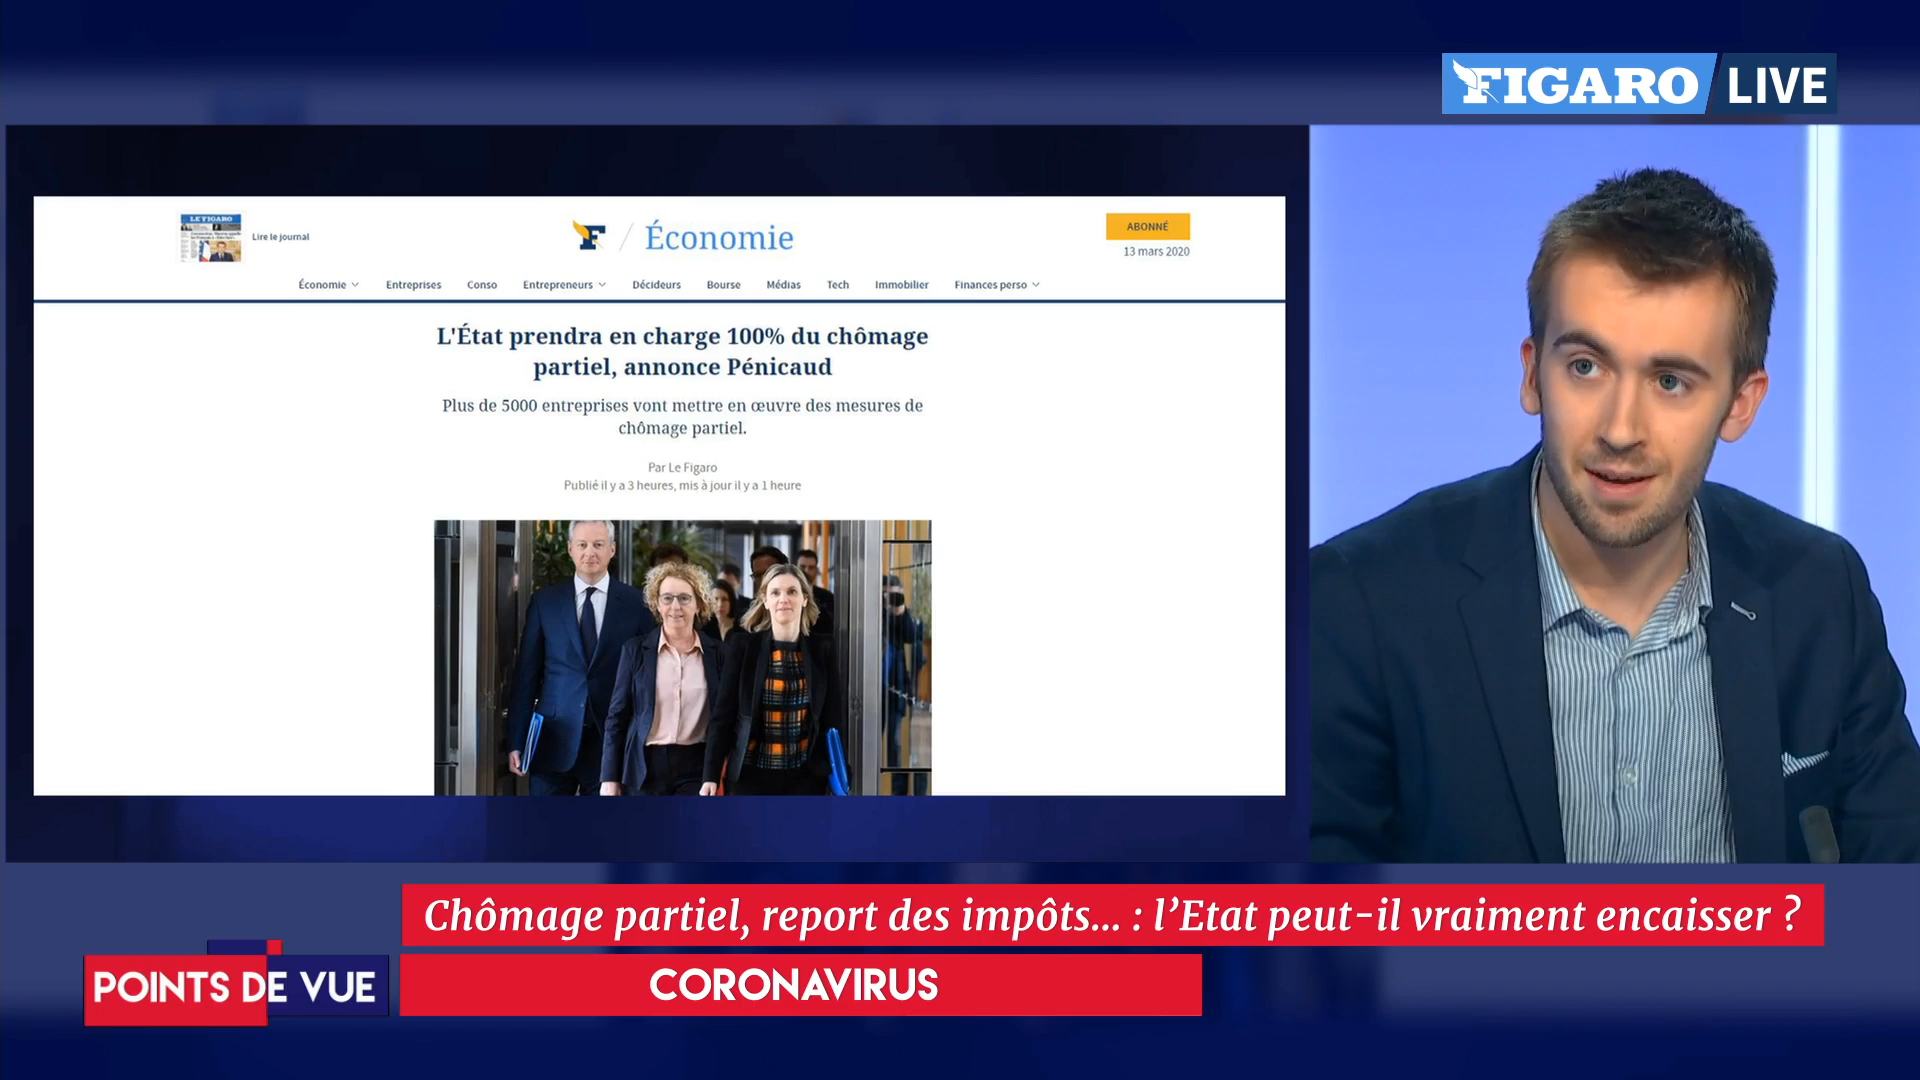 FIGARO LIVE
LE FIGARO
Lire le journal
F / Économie
ABONNÉ
13 mars 2020
Économie Entreprises Conso Entrepreneurs Décideurs Bourse Médias Tech Immobilier Finances perso
L'État prendra en charge 100% du chômage
partiel, annonce Pénicaud
Plus de 5000 entreprises vont mettre en œuvre des mesures de
chômage partiel.
Par Le Figaro
Publié il y a 3 heures, mis à jour il y a 1 heure
Chômage partiel, report des impôts... : l'Etat peut-il vraiment encaisser ?
POINTS DE VUE
CORONAVIRUS